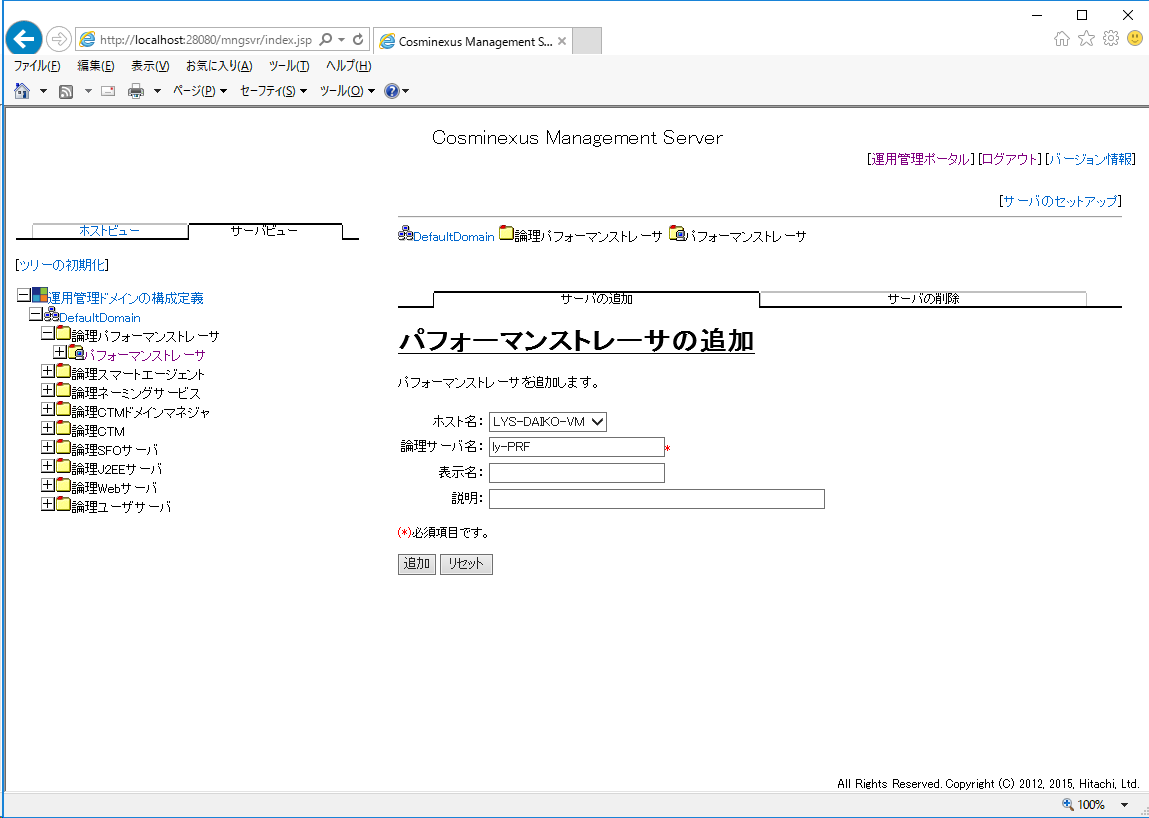 http://localhost:28080/mngsvr/index.jsp
Cosminexus Management S...
ファイル(F) 編集(E) 表示(V) お気に入り(A) ツール(T) ヘルプ(H)
ページ(P) セーフティ(S) ツール(O)
Cosminexus Management Server
[運用管理ポータル][ログアウト][バージョン情報]
[サーバのセットアップ]
ホストビュー サーバビュー
[ツリーの初期化]
運用管理ドメインの構成定義
DefaultDomain
論理パフォーマンストレーサ
パフォーマンストレーサ
論理スマートエージェント
論理ネーミングサービス
論理CTMドメインマネジャ
論理CTM
論理SFOサーバ
論理J2EEサーバ
論理Webサーバ
論理ユーザサーバ
DefaultDomain 論理パフォーマンストレーサ パフォーマンストレーサ
サーバの追加 サーバの削除
パフォーマンストレーサの追加
パフォーマンストレーサを追加します。
ホスト名: LYS-DAIKO-VM
論理サーバ名: ly-PRF *
表示名:
説明:
(*)必須項目です。
追加 リセット
All Rights Reserved. Copyright (C) 2012, 2015, Hitachi, Ltd.
100%